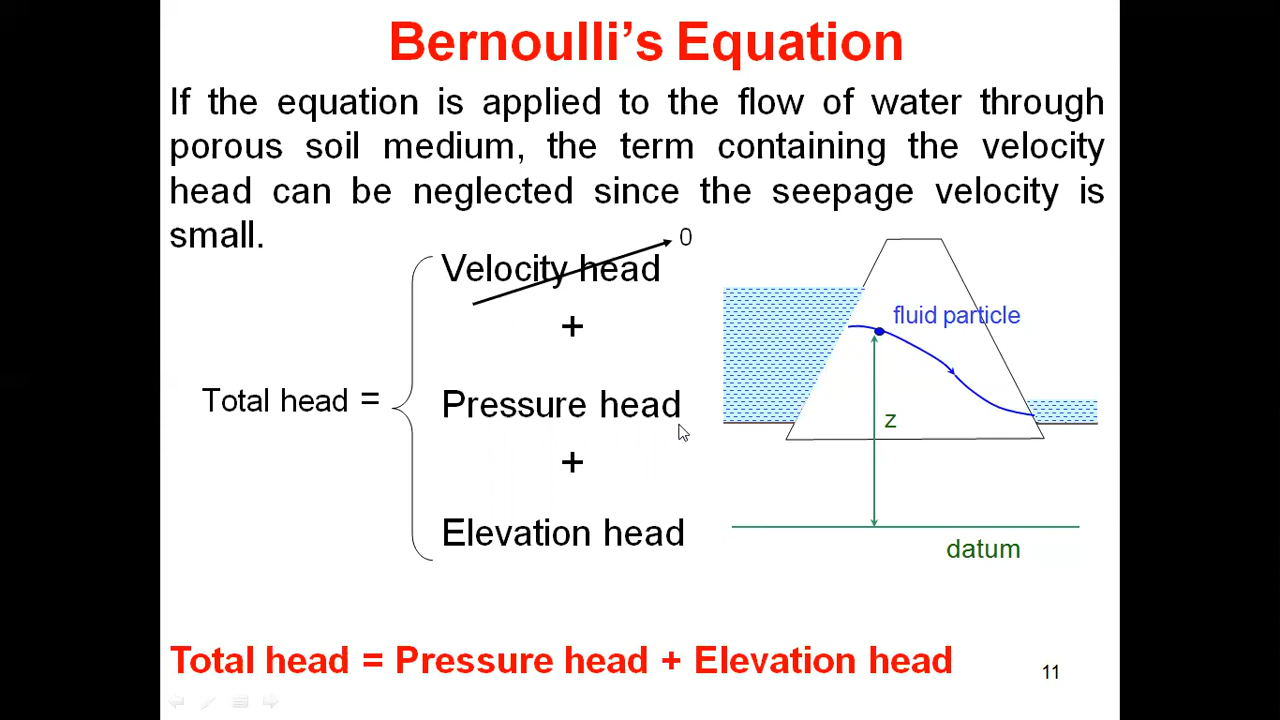 Bernoulli's Equation
If the equation is applied to the flow of water through
porous soil medium, the term containing the velocity
head can be neglected since the seepage velocity is
small.
0
Velocity head
+
Total head =
Pressure head
+
Elevation head
fluid particle
z
datum
Total head = Pressure head + Elevation head
11